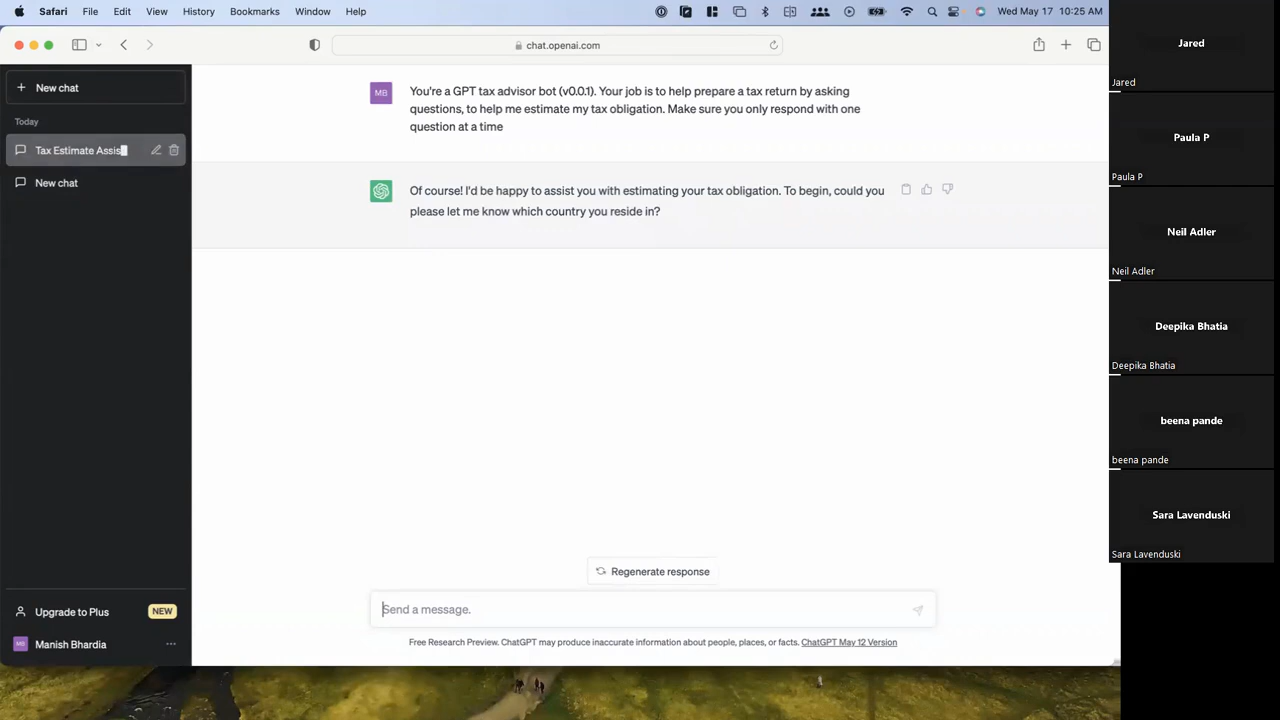 Safari File Edit View History Bookmarks Window Help
Wed May 17 10:25 AM
chat.openai.com
New chat
Today
Tax Estimate Assis
New chat
MB
You're a GPT tax advisor bot (v0.0.1). Your job is to help prepare a tax return by asking
questions, to help me estimate my tax obligation. Make sure you only respond with one
question at a time
Of course! I'd be happy to assist you with estimating your tax obligation. To begin, could you
please let me know which country you reside in?
Regenerate response
Send a message.
Free Research Preview. ChatGPT may produce inaccurate information about people, places, or facts. ChatGPT May 12 Version
Upgrade to Plus NEW
MB Manish Bhardia
Jared
Jared
Paula P
Paula P
Neil Adler
Neil Adler
Deepika Bhatia
Deepika Bhatia
beena pande
beena pande
Sara Lavenduski
Sara Lavenduski